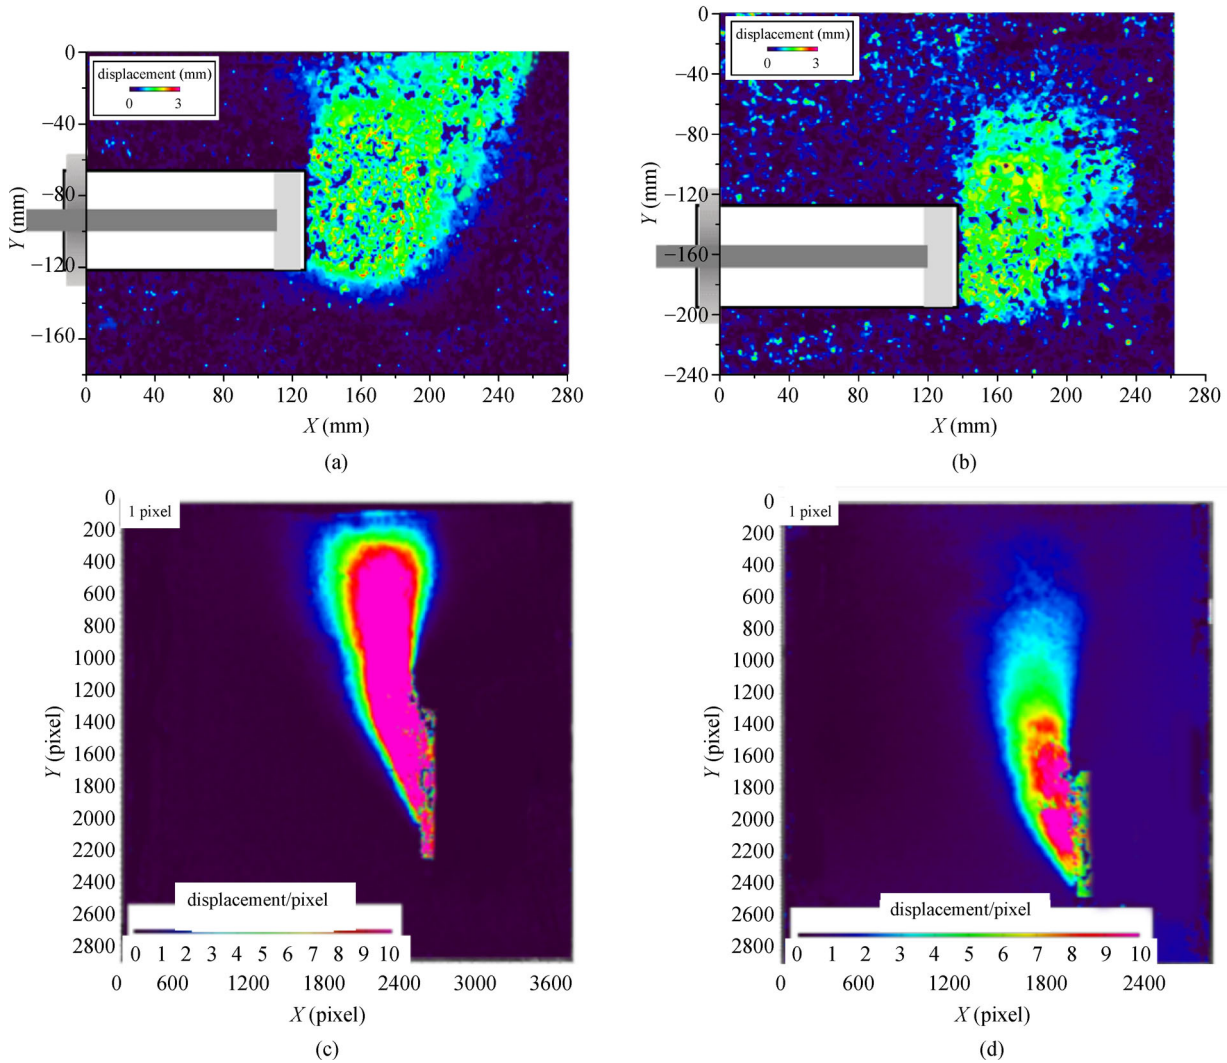 displacement (mm)
0 3
0
−40
−80
−120
−160
Y (mm)
0 40 80 120 160 200 240 280
X (mm)
(a)
displacement (mm)
0 3
0
−40
−80
−120
−160
−200
−240
Y (mm)
0 40 80 120 160 200 240 280
X (mm)
(b)
1 pixel
0
200
400
600
800
1000
1200
1400
1600
1800
2000
2200
2400
2600
2800
Y (pixel)
displacement/pixel
0 1 2 3 4 5 6 7 8 9 10
0 600 1200 1800 2400 3000 3600
X (pixel)
(c)
1 pixel
0
200
400
600
800
1000
1200
1400
1600
1800
2000
2200
2400
2600
2800
Y (pixel)
displacement/pixel
0 1 2 3 4 5 6 7 8 9 10
0 600 1200 1800 2400
X (pixel)
(d)